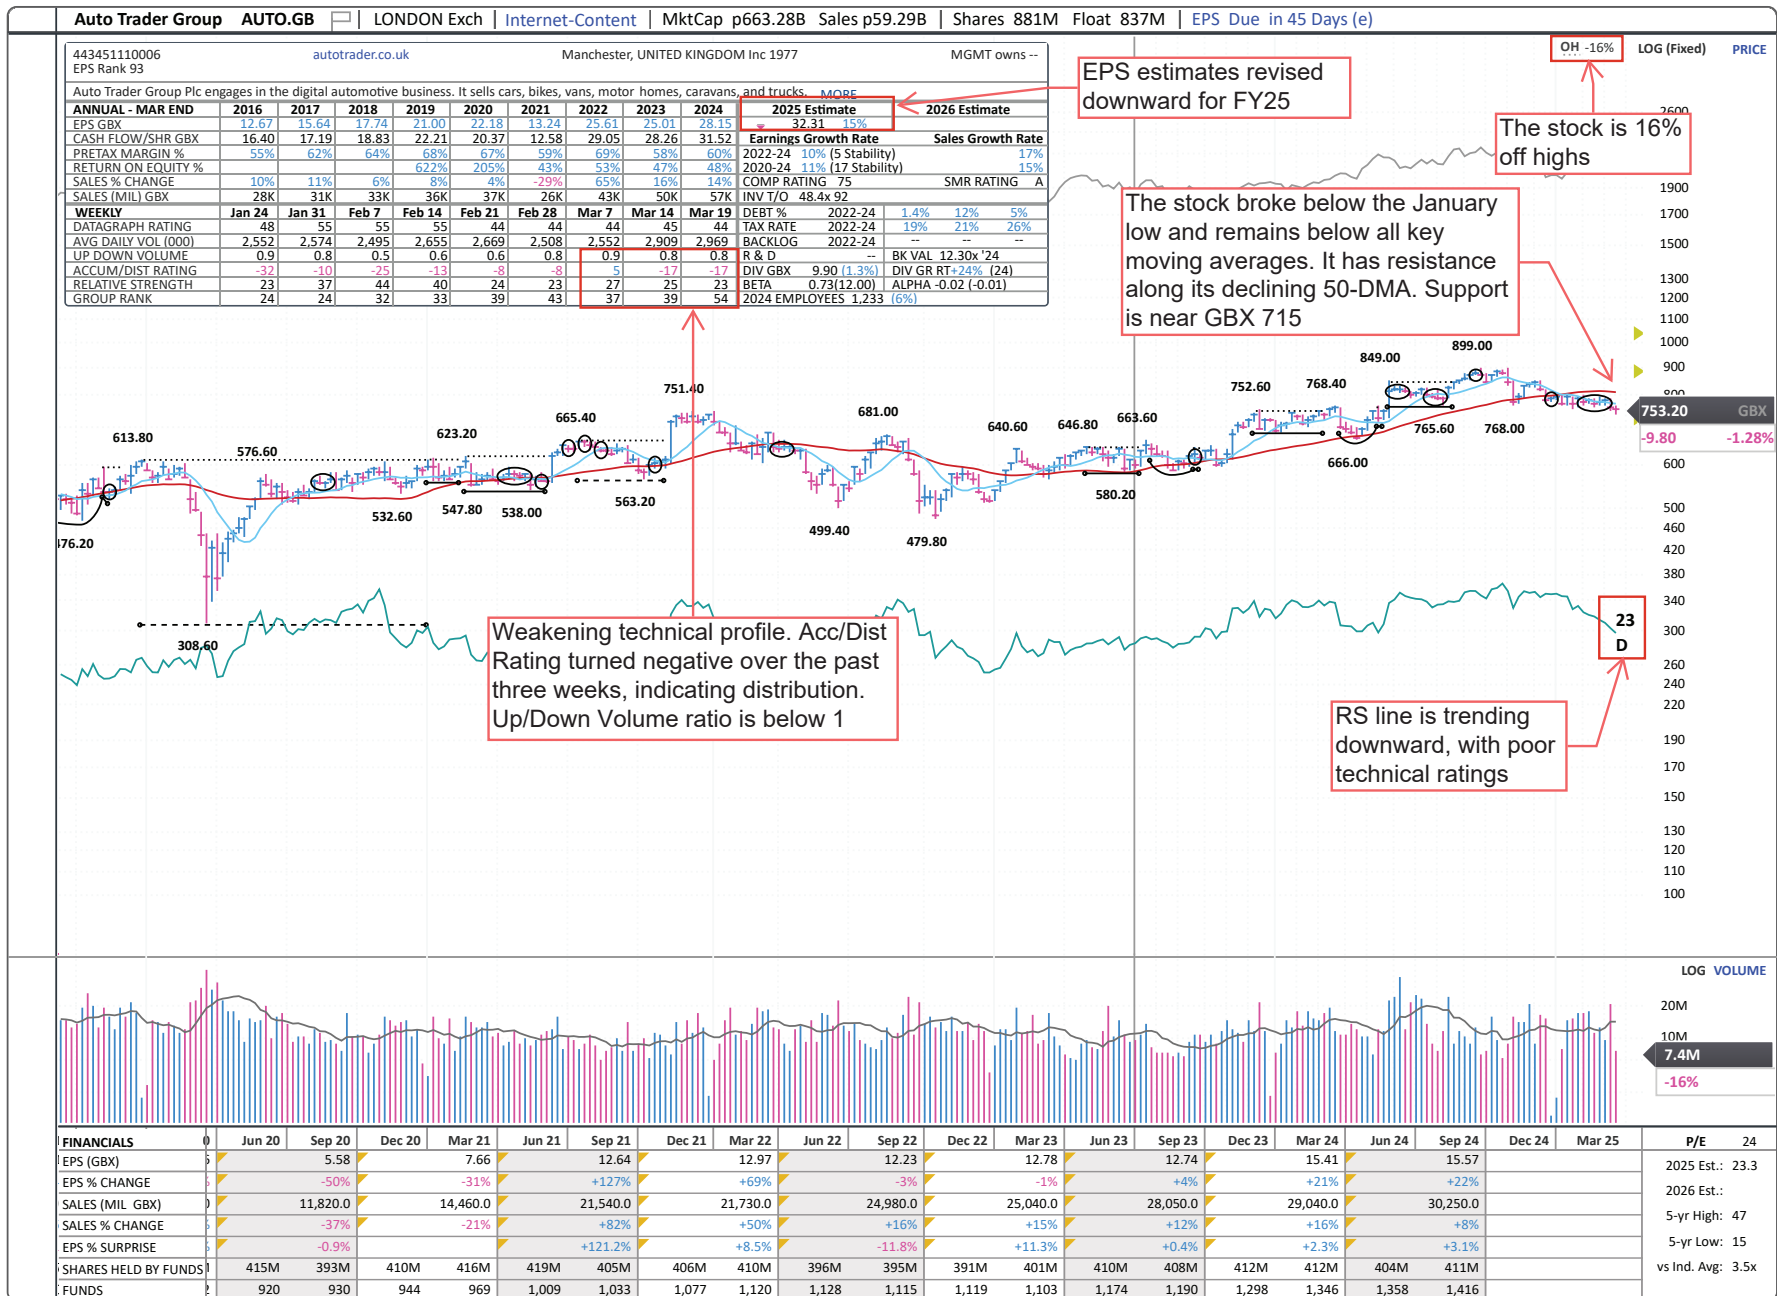 Auto Trader Group AUTO.GB LONDON Exch Internet-Content MktCap p663.28B Sales p59.29B Shares 881M Float 837M EPS Due in 45 Days (e)
443451110006 autotrader.co.uk Manchester, UNITED KINGDOM Inc 1977 MGMT owns --
EPS Rank 93
Auto Trader Group Plc engages in the digital automotive business. It sells cars, bikes, vans, motor homes, caravans, and trucks. MORE
ANNUAL - MAR END 2016 2017 2018 2019 2020 2021 2022 2023 2024 2025 Estimate 2026 Estimate
EPS GBX 12.67 15.64 17.74 21.00 22.18 13.24 25.61 25.01 28.15 32.31 15%
CASH FLOW/SHR GBX 16.40 17.19 18.83 22.21 20.37 12.58 29.05 28.26 31.52 Earnings Growth Rate Sales Growth Rate
PRETAX MARGIN % 55% 62% 64% 68% 67% 59% 69% 58% 60% 2022-24 10% (5 Stability) 17%
RETURN ON EQUITY % 622% 205% 43% 53% 47% 48% 2020-24 11% (17 Stability) 15%
SALES % CHANGE 10% 11% 6% 8% 4% -29% 65% 16% 14% COMP RATING 75 SMR RATING A
SALES (MIL) GBX 28K 31K 33K 36K 37K 26K 43K 50K 57K INV T/O 48.4x 92
WEEKLY Jan 24 Jan 31 Feb 7 Feb 14 Feb 21 Feb 28 Mar 7 Mar 14 Mar 19 DEBT % 2022-24 1.4% 12% 5%
DATAGRAPH RATING 48 55 55 55 44 44 44 45 44 TAX RATE 2022-24 19% 21% 26%
AVG DAILY VOL (000) 2,552 2,574 2,495 2,655 2,669 2,508 2,552 2,909 2,969 BACKLOG 2022-24 -- -- --
UP DOWN VOLUME 0.9 0.8 0.5 0.6 0.6 0.8 0.9 0.8 0.8 R & D -- BK VAL 12.30x '24
ACCUM/DIST RATING -32 -10 -25 -13 -8 -8 5 -17 -17 DIV GBX 9.90 (1.3%) DIV GR RT+24% (24)
RELATIVE STRENGTH 23 37 44 40 24 23 27 25 23 BETA 0.73(12.00) ALPHA -0.02 (-0.01)
GROUP RANK 24 24 32 33 39 43 37 39 54 2024 EMPLOYEES 1,233 (6%)
EPS estimates revised
downward for FY25
OH -16% LOG (Fixed) PRICE
The stock is 16%
off highs
The stock broke below the January
low and remains below all key
moving averages. It has resistance
along its declining 50-DMA. Support
is near GBX 715
2600
1900
1700
1500
1300
1200
1100
1000
900
800
753.20 GBX
-9.80 -1.28%
600
500
460
420
380
340
300
260
240
220
190
170
150
130
120
110
100
613.80
576.60
623.20
665.40
751.40
681.00
640.60
646.80
663.60
752.60
768.40
849.00
899.00
476.20
308.60
532.60
547.80
538.00
563.20
499.40
479.80
580.20
666.00
765.60
768.00
23
D
Weakening technical profile. Acc/Dist
Rating turned negative over the past
three weeks, indicating distribution.
Up/Down Volume ratio is below 1
RS line is trending
downward, with poor
technical ratings
LOG VOLUME
20M
10M
7.4M
-16%
FINANCIALS Jun 20 Sep 20 Dec 20 Mar 21 Jun 21 Sep 21 Dec 21 Mar 22 Jun 22 Sep 22 Dec 22 Mar 23 Jun 23 Sep 23 Dec 23 Mar 24 Jun 24 Sep 24 Dec 24 Mar 25 P/E 24
EPS (GBX) 5.58 7.66 12.64 12.97 12.23 12.78 12.74 15.41 15.57
2025 Est.: 23.3
EPS % CHANGE -50% -31% +127% +69% -3% -1% +4% +21% +22%
2026 Est.:
SALES (MIL GBX) 11,820.0 14,460.0 21,540.0 21,730.0 24,980.0 25,040.0 28,050.0 29,040.0 30,250.0
5-yr High: 47
SALES % CHANGE -37% -21% +82% +50% +16% +15% +12% +16% +8%
5-yr Low: 15
EPS % SURPRISE -0.9% +121.2% +8.5% -11.8% +11.3% +0.4% +2.3% +3.1%
vs Ind. Avg: 3.5x
SHARES HELD BY FUNDS 415M 393M 410M 416M 419M 405M 406M 410M 396M 395M 391M 401M 410M 408M 412M 412M 404M 411M
FUNDS 920 930 944 969 1,009 1,033 1,077 1,120 1,128 1,115 1,119 1,103 1,174 1,190 1,298 1,346 1,358 1,416